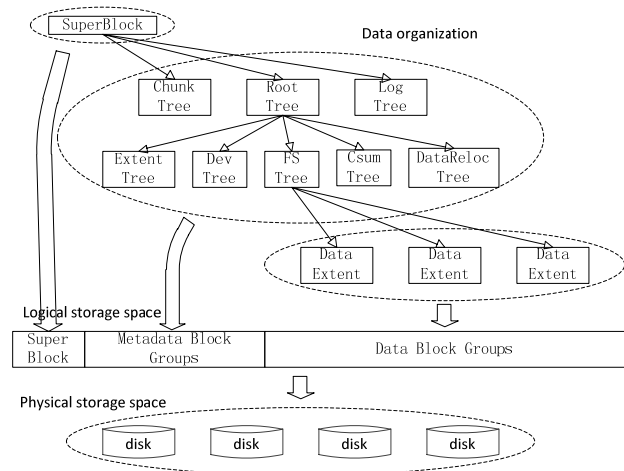 SuperBlock
Data organization
Chunk
Tree
Root
Tree
Log
Tree
Extent
Tree
Dev
Tree
FS
Tree
Csum
Tree
DataReloc
Tree
Data
Extent
Data
Extent
Data
Extent
Logical storage space
Super
Block
Metadata Block
Groups
Data Block Groups
Physical storage space
disk
disk
disk
disk